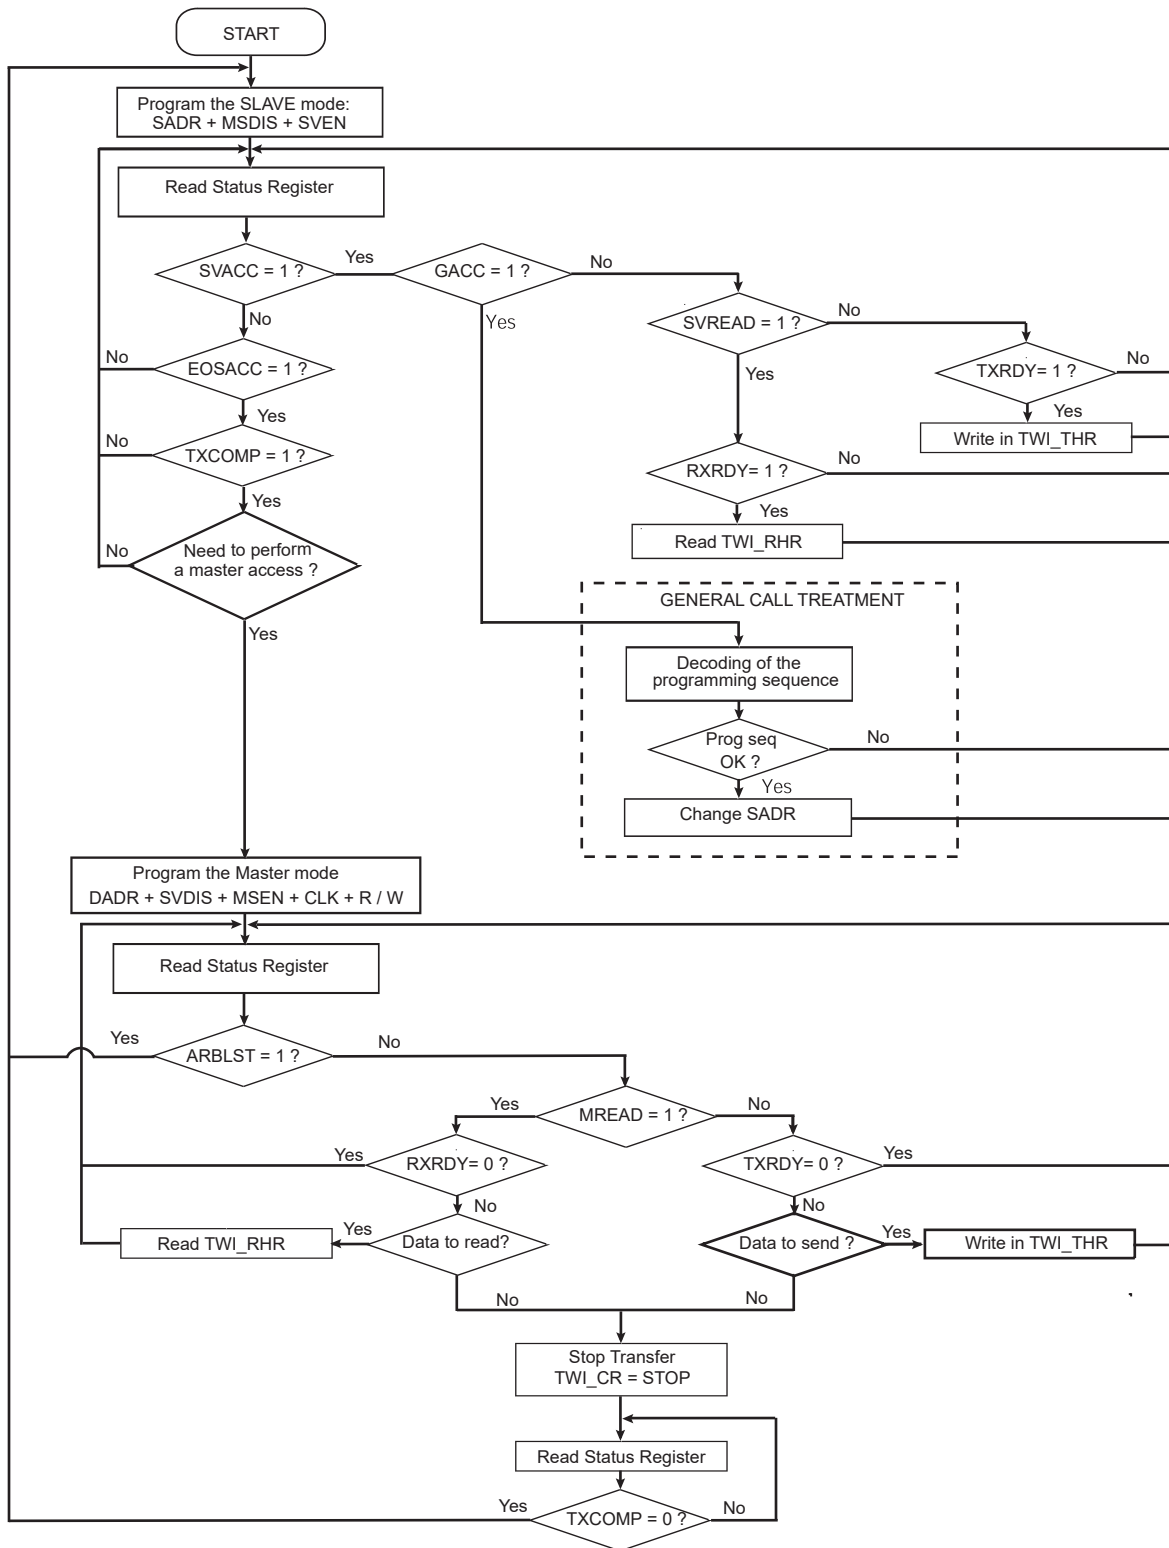 START
Program the SLAVE mode:
SADR + MSDIS + SVEN
Read Status Register
SVACC = 1 ?
Yes
GACC = 1 ?
No
SVREAD = 1 ?
No
No
Yes
EOSACC = 1 ?
No
Yes
TXRDY= 1 ?
No
Yes
Yes
Write in TWI_THR
TXCOMP = 1 ?
No
RXRDY= 1 ?
No
Yes
Yes
Read TWI_RHR
Need to perform
a master access ?
No
Yes
GENERAL CALL TREATMENT
Decoding of the
programming sequence
Prog seq
OK ?
No
Yes
Change SADR
Program the Master mode
DADR + SVDIS + MSEN + CLK + R / W
Read Status Register
Yes
ARBLST = 1 ?
No
Yes
MREAD = 1 ?
No
Yes
RXRDY= 0 ?
TXRDY= 0 ?
Yes
No
No
Read TWI_RHR
Yes
Data to read?
Data to send ?
Yes
Write in TWI_THR
No
No
Stop Transfer
TWI_CR = STOP
Read Status Register
Yes
TXCOMP = 0 ?
No